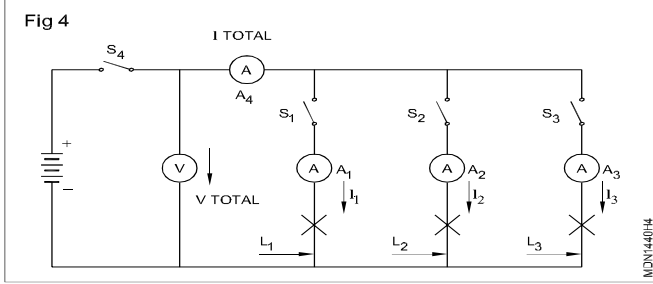 Fig 4
I TOTAL
S4
A
A4
S1
S2
S3
+
V
V TOTAL
A
A1
A
A2
A
A3
I1
I2
I3
–
L1
L2
L3
MDN1440H4